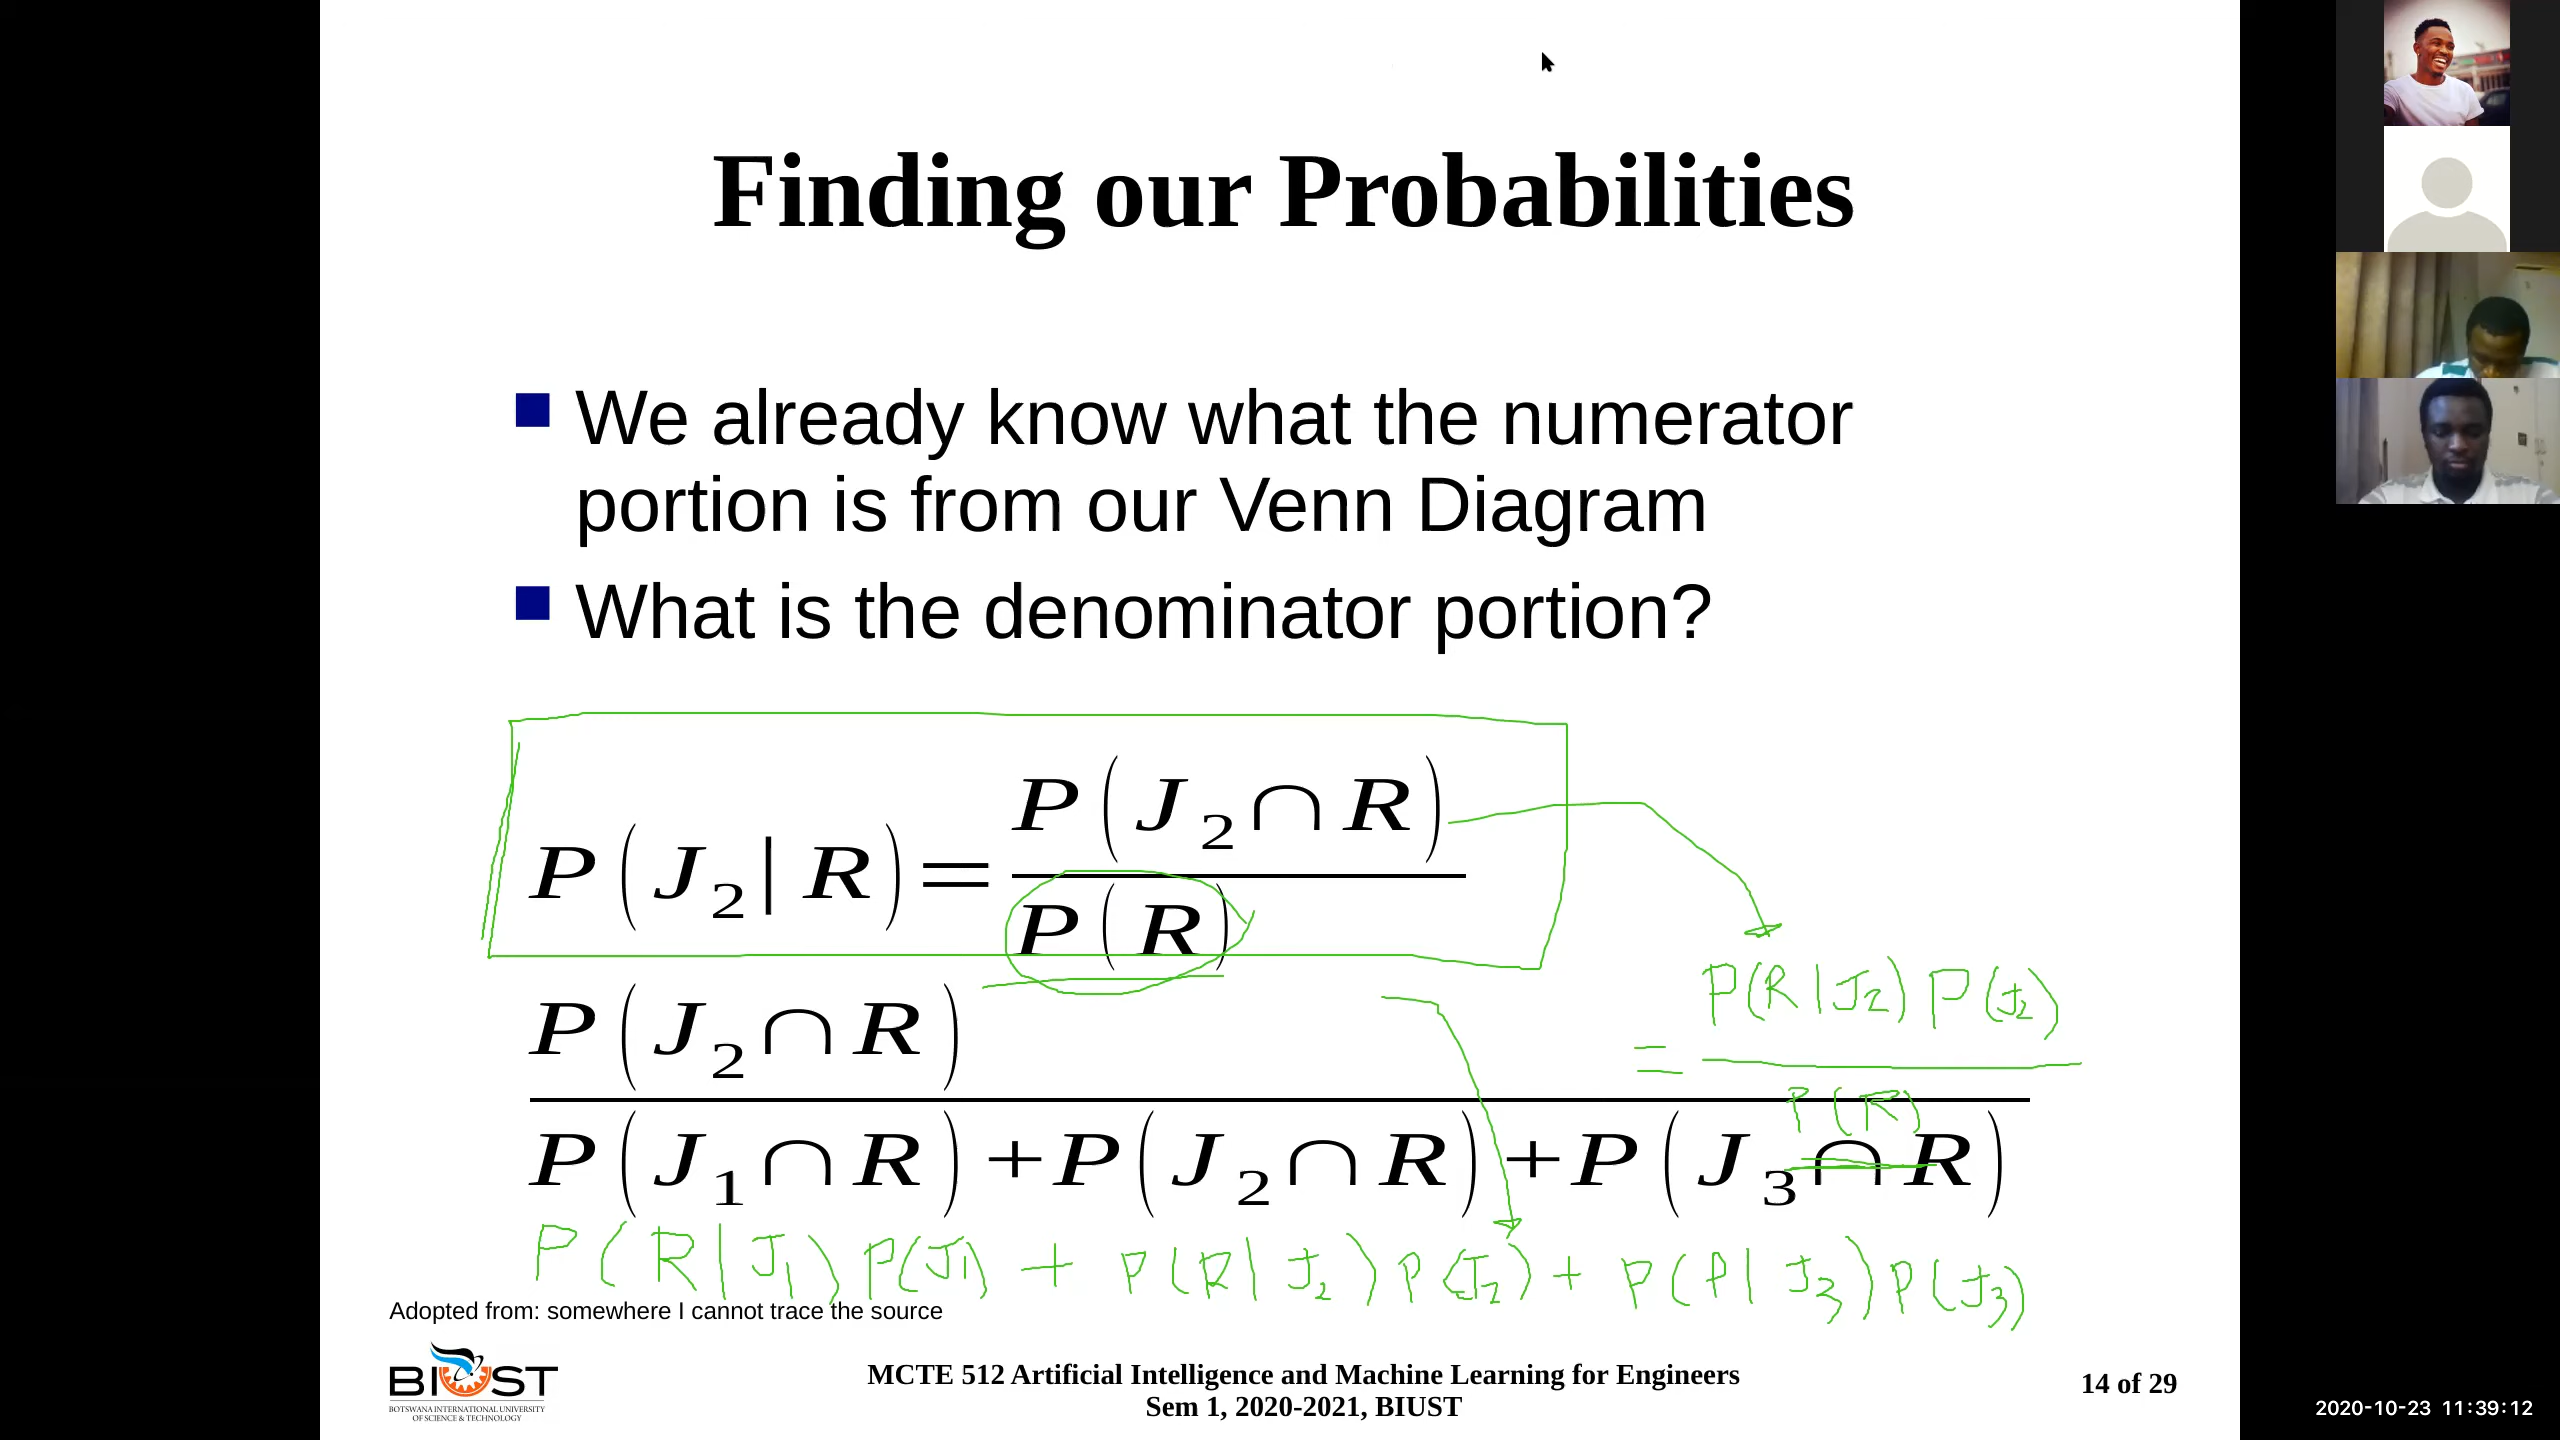 Finding our Probabilities
■ We already know what the numerator
portion is from our Venn Diagram
■ What is the denominator portion?
P(J₂ | R) = P(J₂ ∩ R) / P(R)
P(J₂ ∩ R)
P(J₁ ∩ R) + P(J₂ ∩ R) + P(J₃ ∩ R)
= P(R|J₂) P(J₂) / P(R)
P(R|J₁) P(J₁) + P(R|J₂) P(J₂) + P(R|J₃) P(J₃)
Adopted from: somewhere I cannot trace the source
BIUST
BOTSWANA INTERNATIONAL UNIVERSITY
OF SCIENCE & TECHNOLOGY
MCTE 512 Artificial Intelligence and Machine Learning for Engineers
Sem 1, 2020-2021, BIUST
14 of 29
2020-10-23 11:39:12